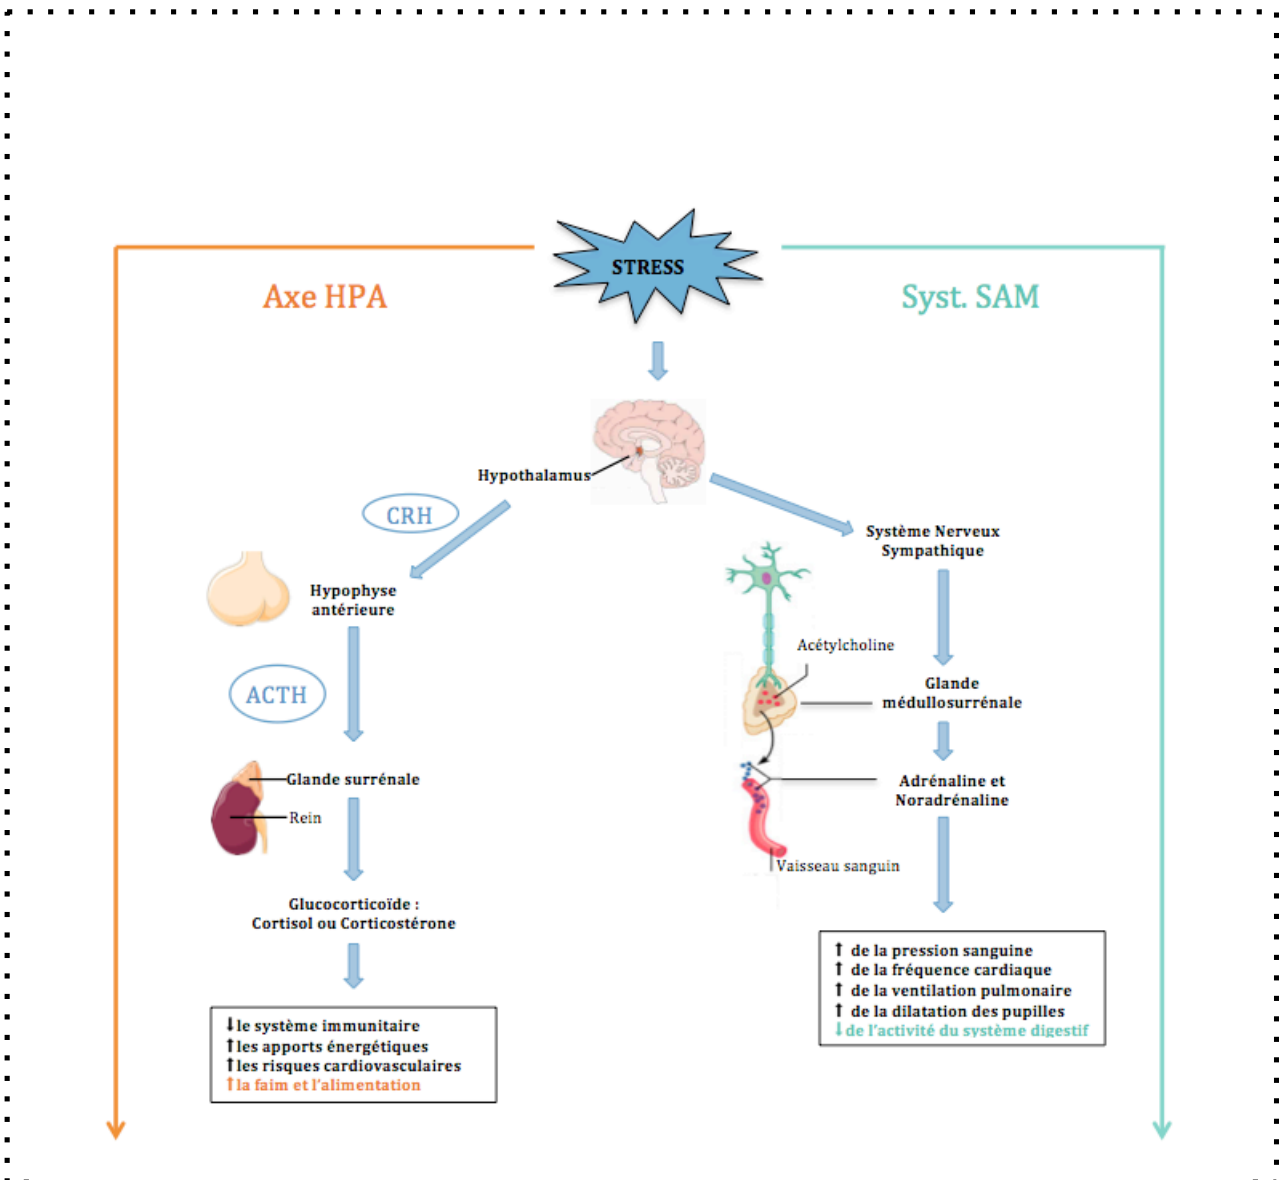 STRESS
Axe HPA
Syst. SAM
Hypothalamus
CRH
Hypophyse
antérieure
ACTH
Glande surrénale
Rein
Glucocorticoïde :
Cortisol ou Corticostérone
↓le système immunitaire
↑les apports énergétiques
↑les risques cardiovasculaires
↑la faim et l'alimentation
Système Nerveux
Sympathique
Acétylcholine
Glande
médullosurrénale
Adrénaline et
Noradrénaline
Vaisseau sanguin
↑ de la pression sanguine
↑ de la fréquence cardiaque
↑ de la ventilation pulmonaire
↑ de la dilatation des pupilles
↓ de l'activité du système digestif